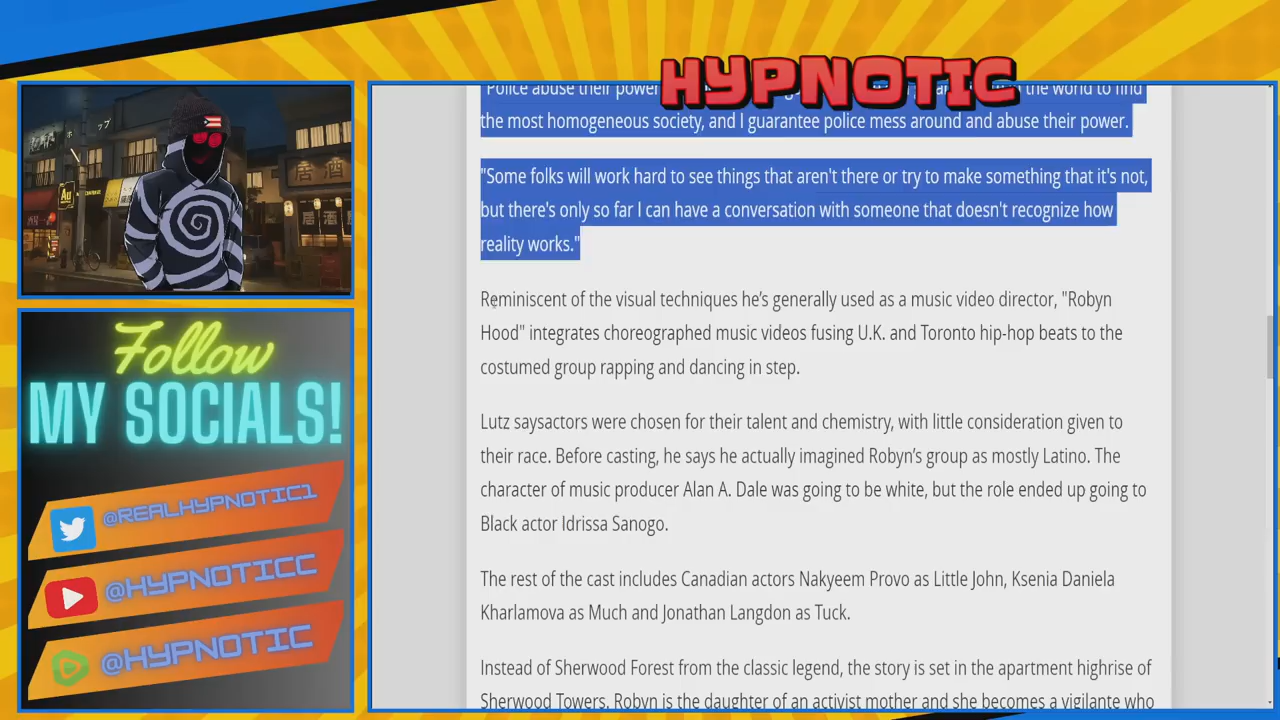 HYPNOTIC
"Police abuse their power
the world to find
the most homogeneous society, and I guarantee police mess around and abuse their power.
"Some folks will work hard to see things that aren't there or try to make something that it's not,
but there's only so far I can have a conversation with someone that doesn't recognize how
reality works."
Reminiscent of the visual techniques he's generally used as a music video director, "Robyn
Hood" integrates choreographed music videos fusing U.K. and Toronto hip-hop beats to the
costumed group rapping and dancing in step.
Lutz saysactors were chosen for their talent and chemistry, with little consideration given to
their race. Before casting, he says he actually imagined Robyn's group as mostly Latino. The
character of music producer Alan A. Dale was going to be white, but the role ended up going to
Black actor Idrissa Sanogo.
The rest of the cast includes Canadian actors Nakyeem Provo as Little John, Ksenia Daniela
Kharlamova as Much and Jonathan Langdon as Tuck.
Instead of Sherwood Forest from the classic legend, the story is set in the apartment highrise of
Sherwood Towers. Robyn is the daughter of an activist mother and she becomes a vigilante who
Follow
MY SOCIALS!
@REALHYPNOTIC1
@HYPNOTICC
@HYPNOTIC